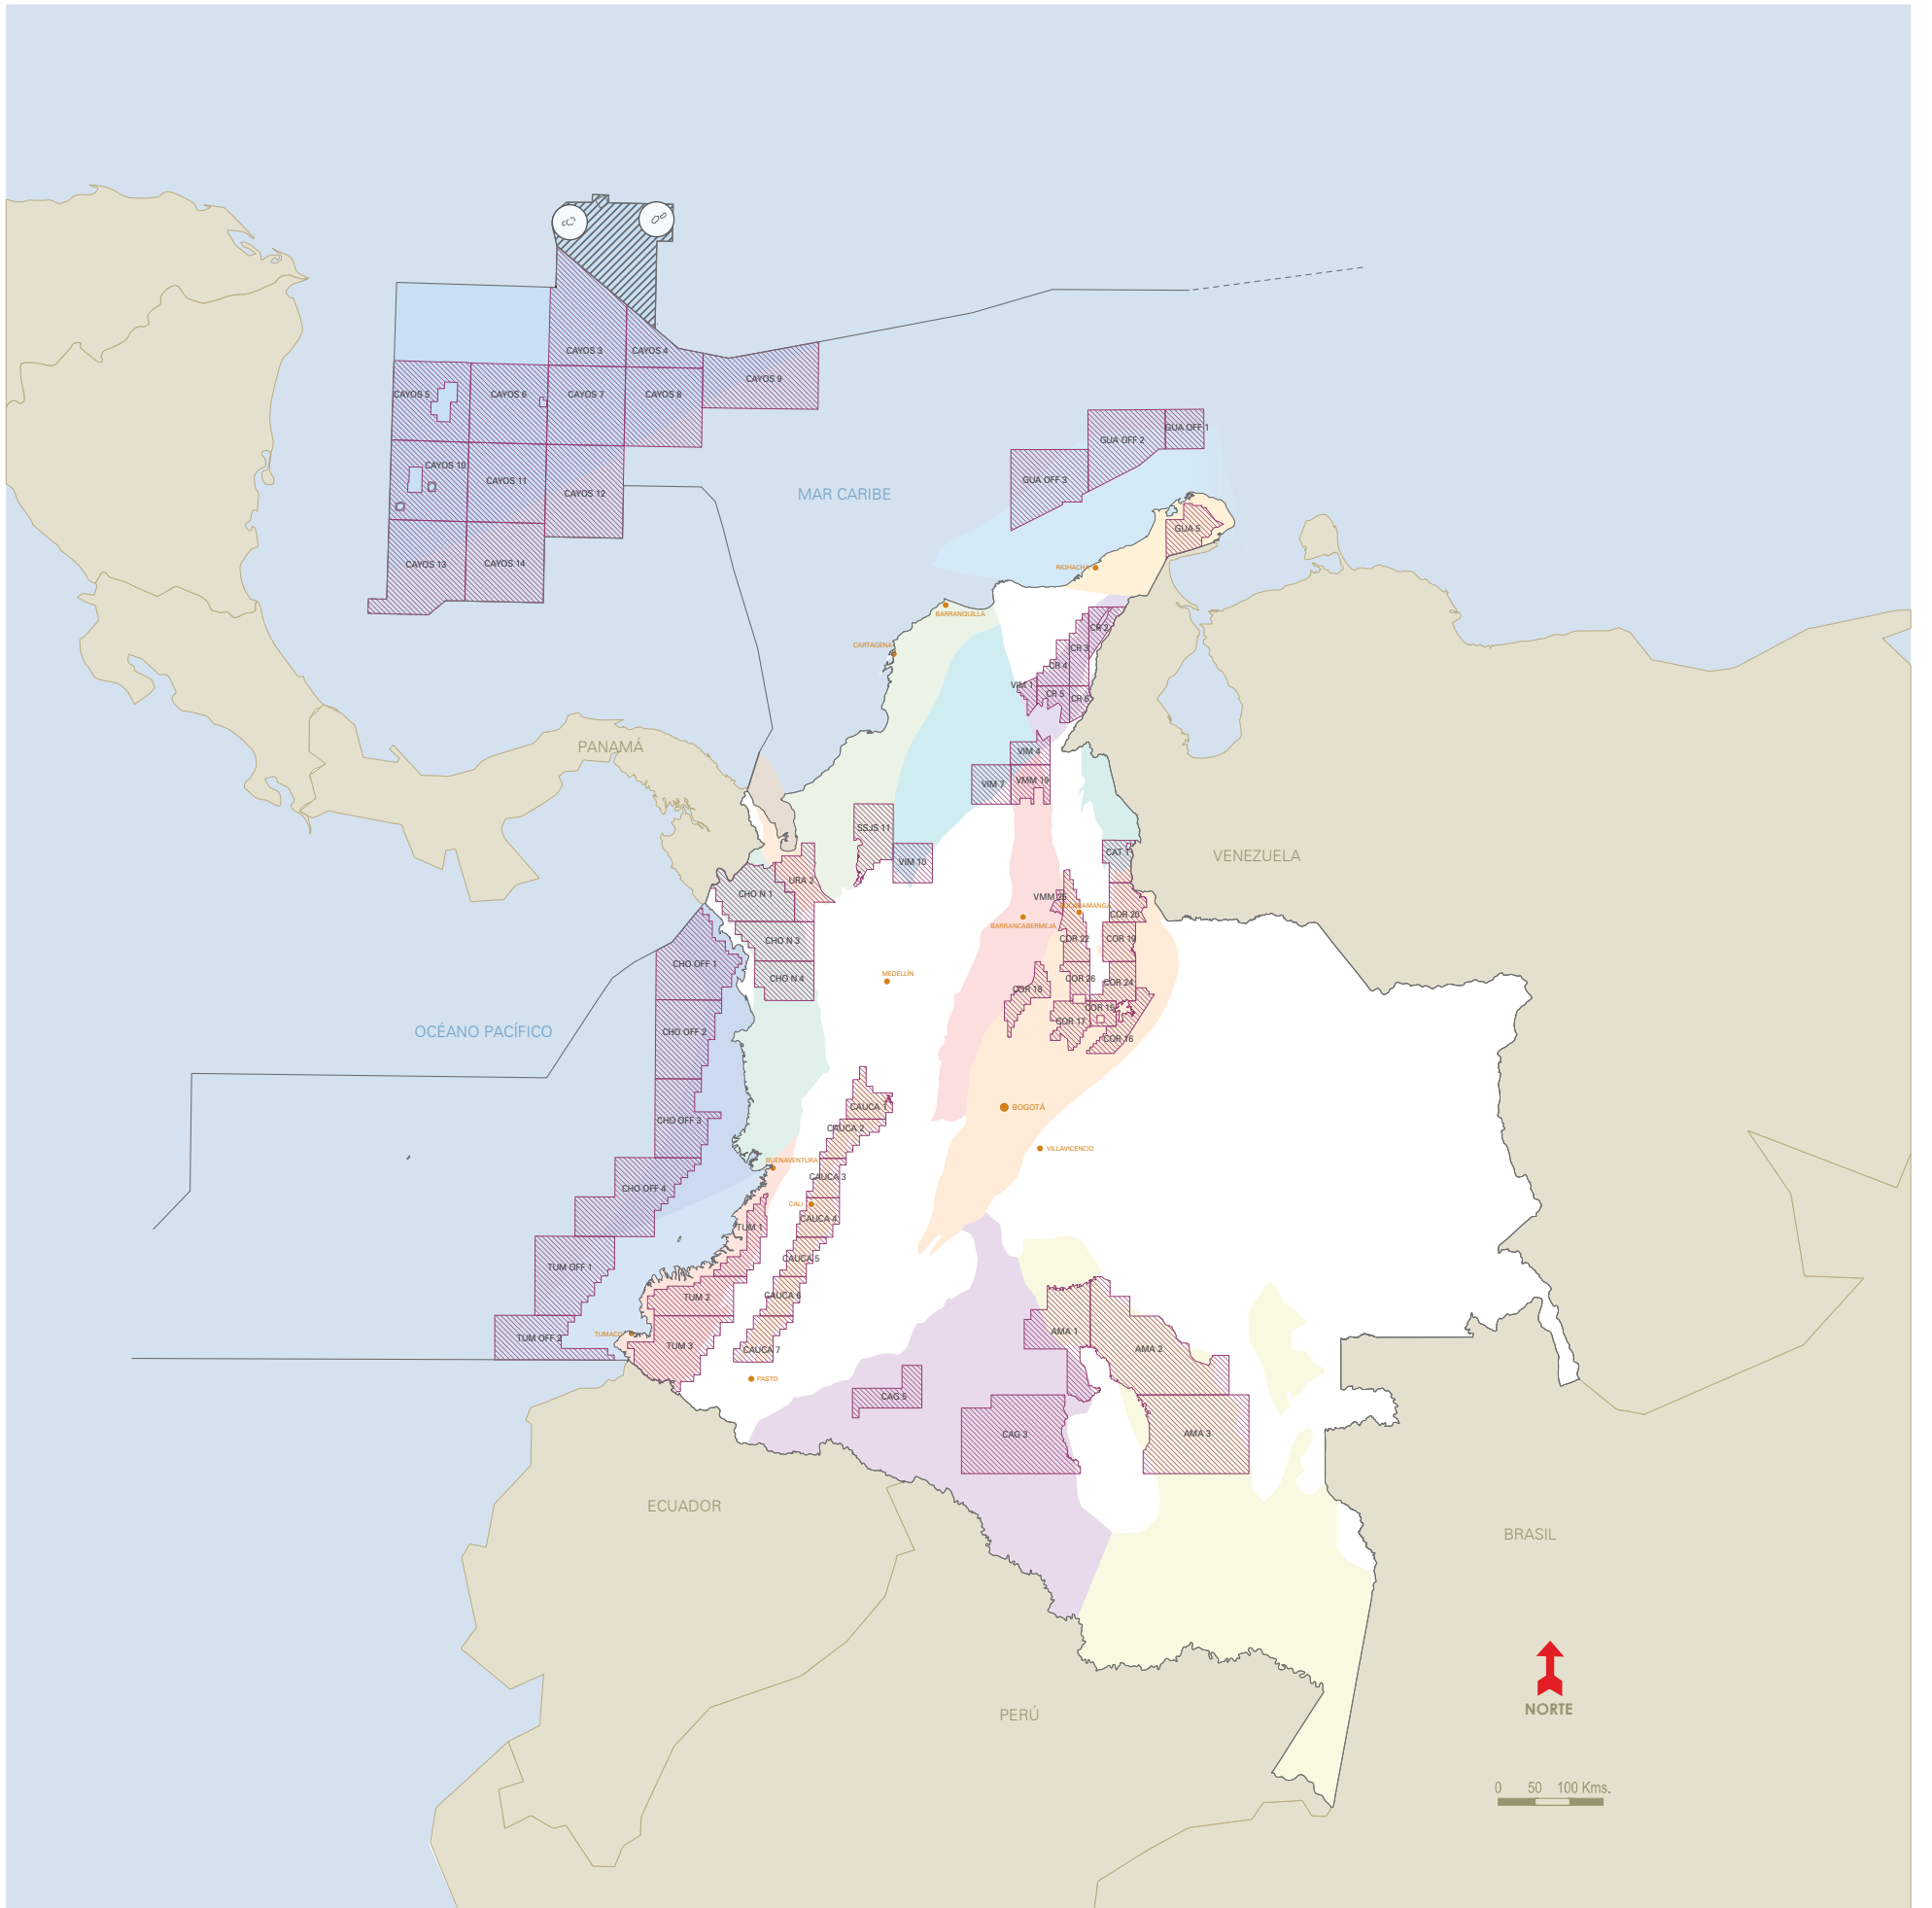 CAYOS 3
CAYOS 4
CAYOS 9
CAYOS 5
CAYOS 6
CAYOS 7
CAYOS 8
GUA OFF 1
GUA OFF 2
CAYOS 10
CAYOS 11
GUA OFF 3
CAYOS 12
MAR CARIBE
GUA 5
CAYOS 13
CAYOS 14
RIOHACHA
BARRANQUILLA
CR 2
CARTAGENA
CR 3
CR 4
VIM 1
CR 5
CR 6
PANAMÁ
VIM 4
VIM 7
VMM 19
SSJS 11
CAT 1
VENEZUELA
VIM 10
URA 2
CHO N 1
VMM 25
BUCARAMANGA
COR 20
BARRANCABERMEJA
CHO N 3
COR 22
COR 19
CHO OFF 1
MEDELLÍN
CHO N 4
COR 26
COR 24
COR 18
COR 15
COR 17
OCÉANO PACÍFICO
CHO OFF 2
COR 16
CAUCA 1
BOGOTÁ
CHO OFF 3
CAUCA 2
VILLAVICENCIO
BUENAVENTURA
CAUCA 3
CHO OFF 4
CALI
CAUCA 4
TUM 1
CAUCA 5
TUM OFF 1
CAUCA 6
TUM 2
TUMACO
TUM OFF 2
AMA 1
TUM 3
CAUCA 7
AMA 2
PASTO
CAG 5
CAG 3
AMA 3
ECUADOR
BRASIL
PERÚ
NORTE
0 50 100 Kms.